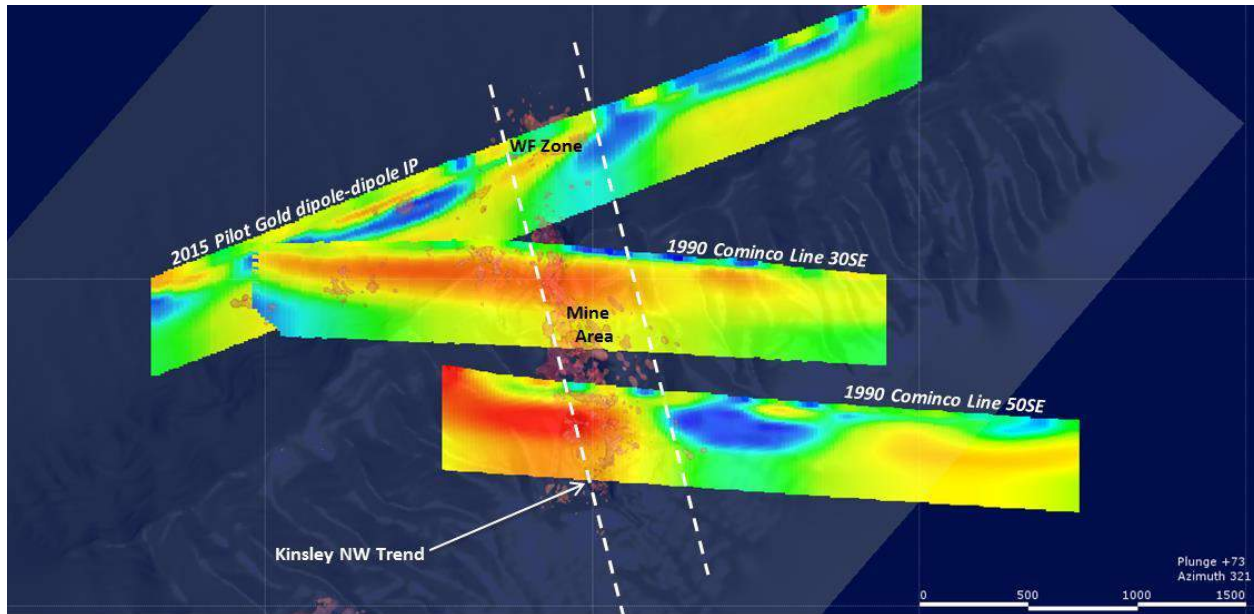 WF Zone
2015 Pilot Gold dipole-dipole IP
1990 Cominco Line 30SE
Mine
Area
1990 Cominco Line 50SE
Kinsley NW Trend
Plunge +73
Azimuth 321
0 500 1000 1500